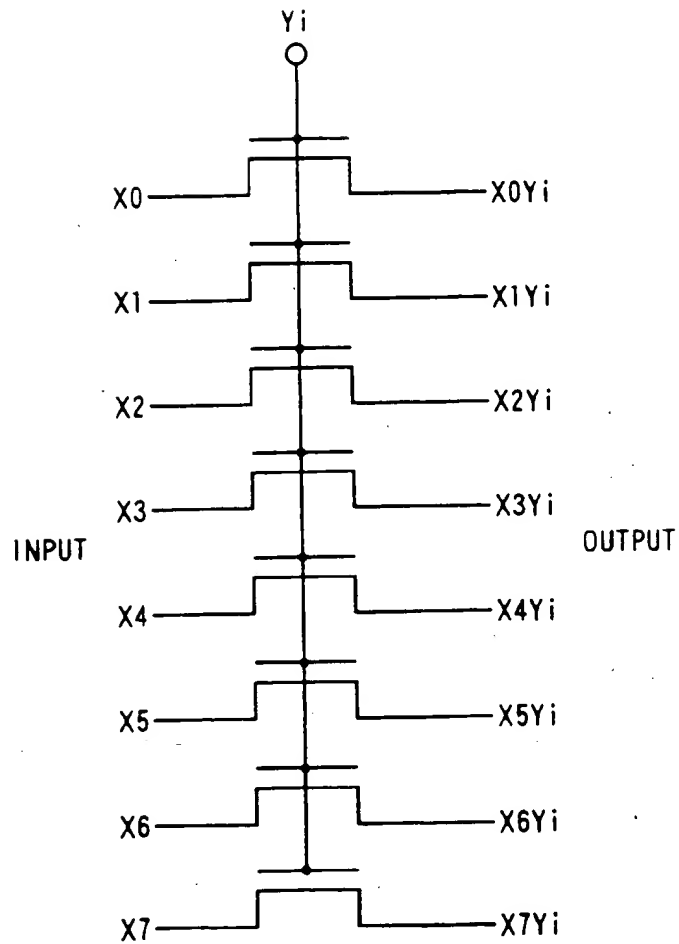 Yi
X0 X0Yi
X1 X1Yi
X2 X2Yi
X3 X3Yi
INPUT OUTPUT
X4 X4Yi
X5 X5Yi
X6 X6Yi
X7 X7Yi